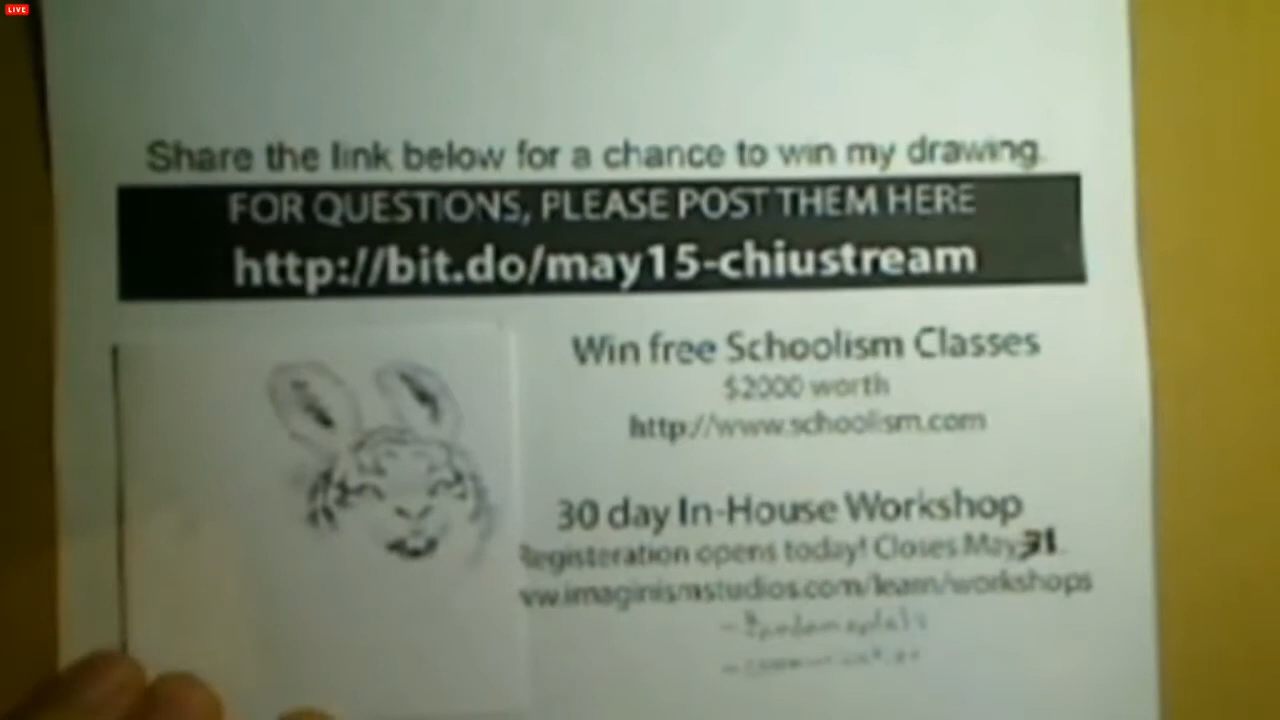 LIVE
Share the link below for a chance to win my drawing.
FOR QUESTIONS, PLEASE POST THEM HERE
http://bit.do/may15-chiustream
Win free Schoolism Classes
$2000 worth
http://www.schoolism.com
30 day In-House Workshop
Registeration opens today! Closes May 31
w.imaginismstudios.com/learn/workshops
- Fundamentals